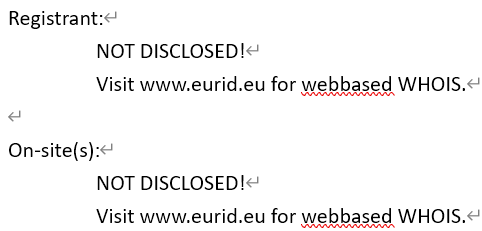 Registrant:
NOT DISCLOSED!
Visit www.eurid.eu for webbased WHOIS.

On-site(s):
NOT DISCLOSED!
Visit www.eurid.eu for webbased WHOIS.